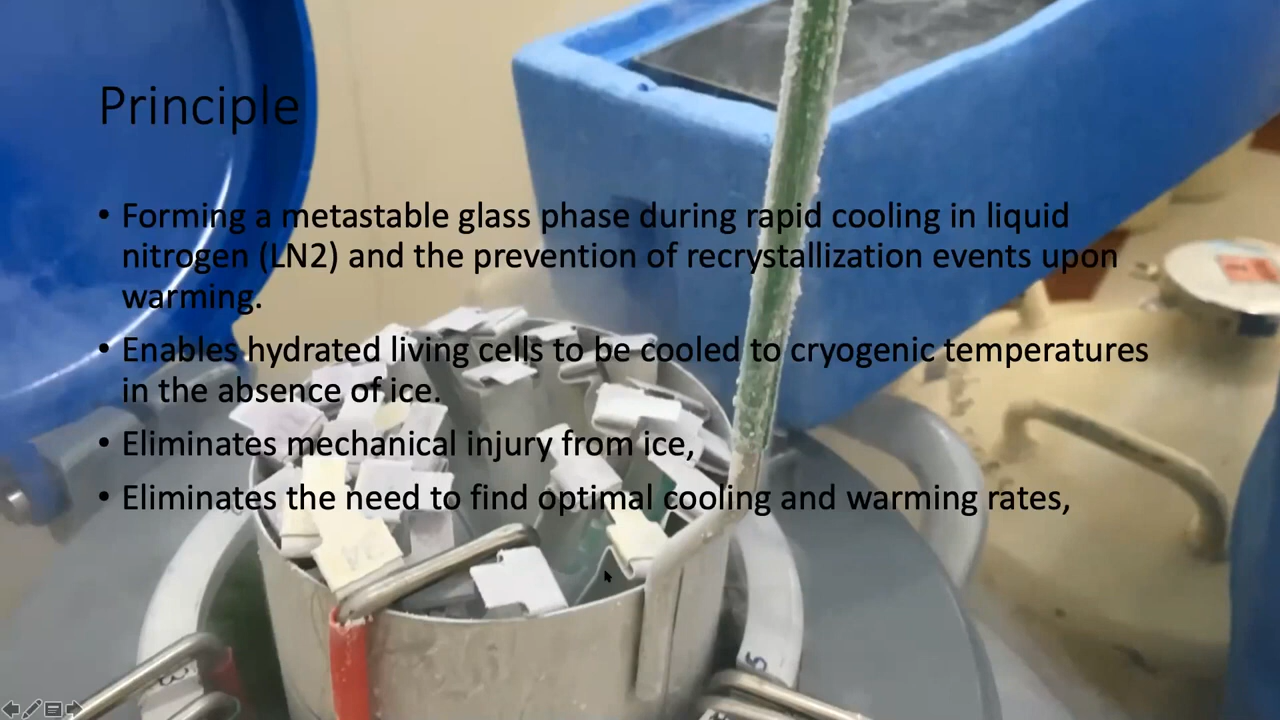 Principle
• Forming a metastable glass phase during rapid cooling in liquid
nitrogen (LN2) and the prevention of recrystallization events upon
warming.
• Enables hydrated living cells to be cooled to cryogenic temperatures
in the absence of ice.
• Eliminates mechanical injury from ice,
• Eliminates the need to find optimal cooling and warming rates,